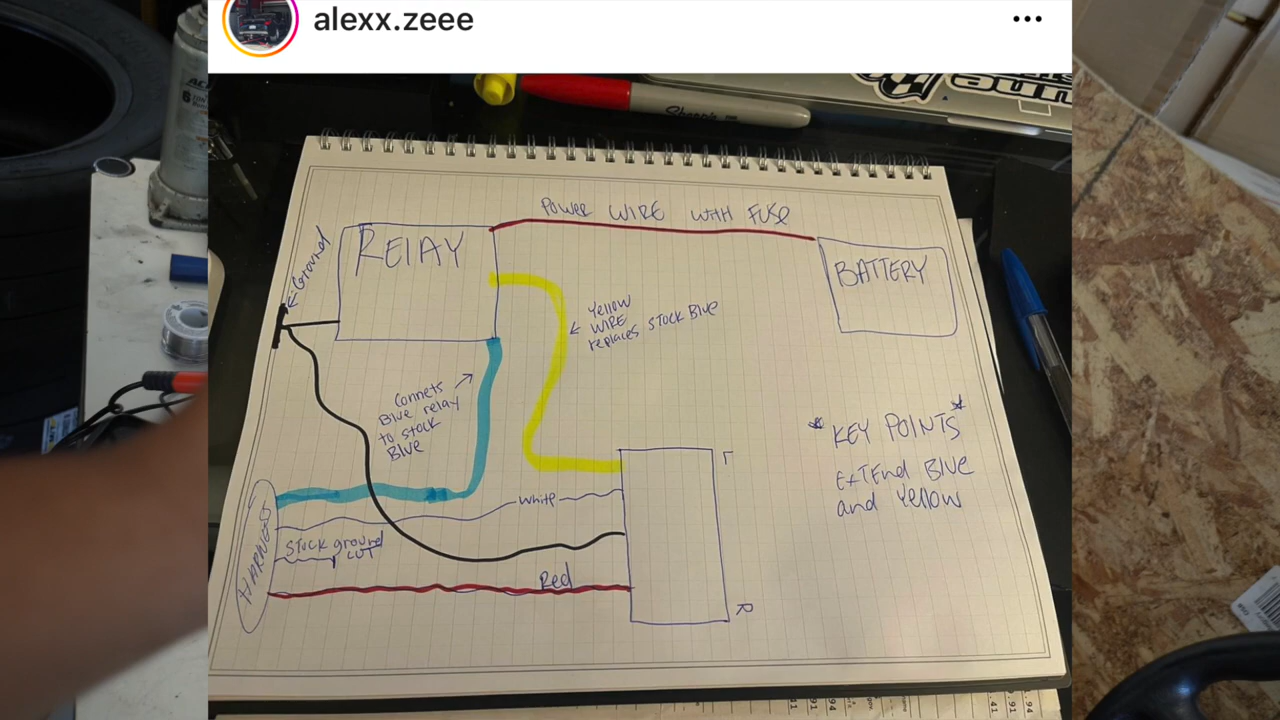 alexx.zeee
Sharpie
POWER WIRE WITH FUSE
Ground
RElAY
BATTERY
Yellow
WIRE
replaces STOCK Blue
Connets
Blue relay
to stock
Blue
* KEY POINTS *
EXTEnd Blue
and Yellow
L
White
HARNESS
Stock ground
CUT
Red
R